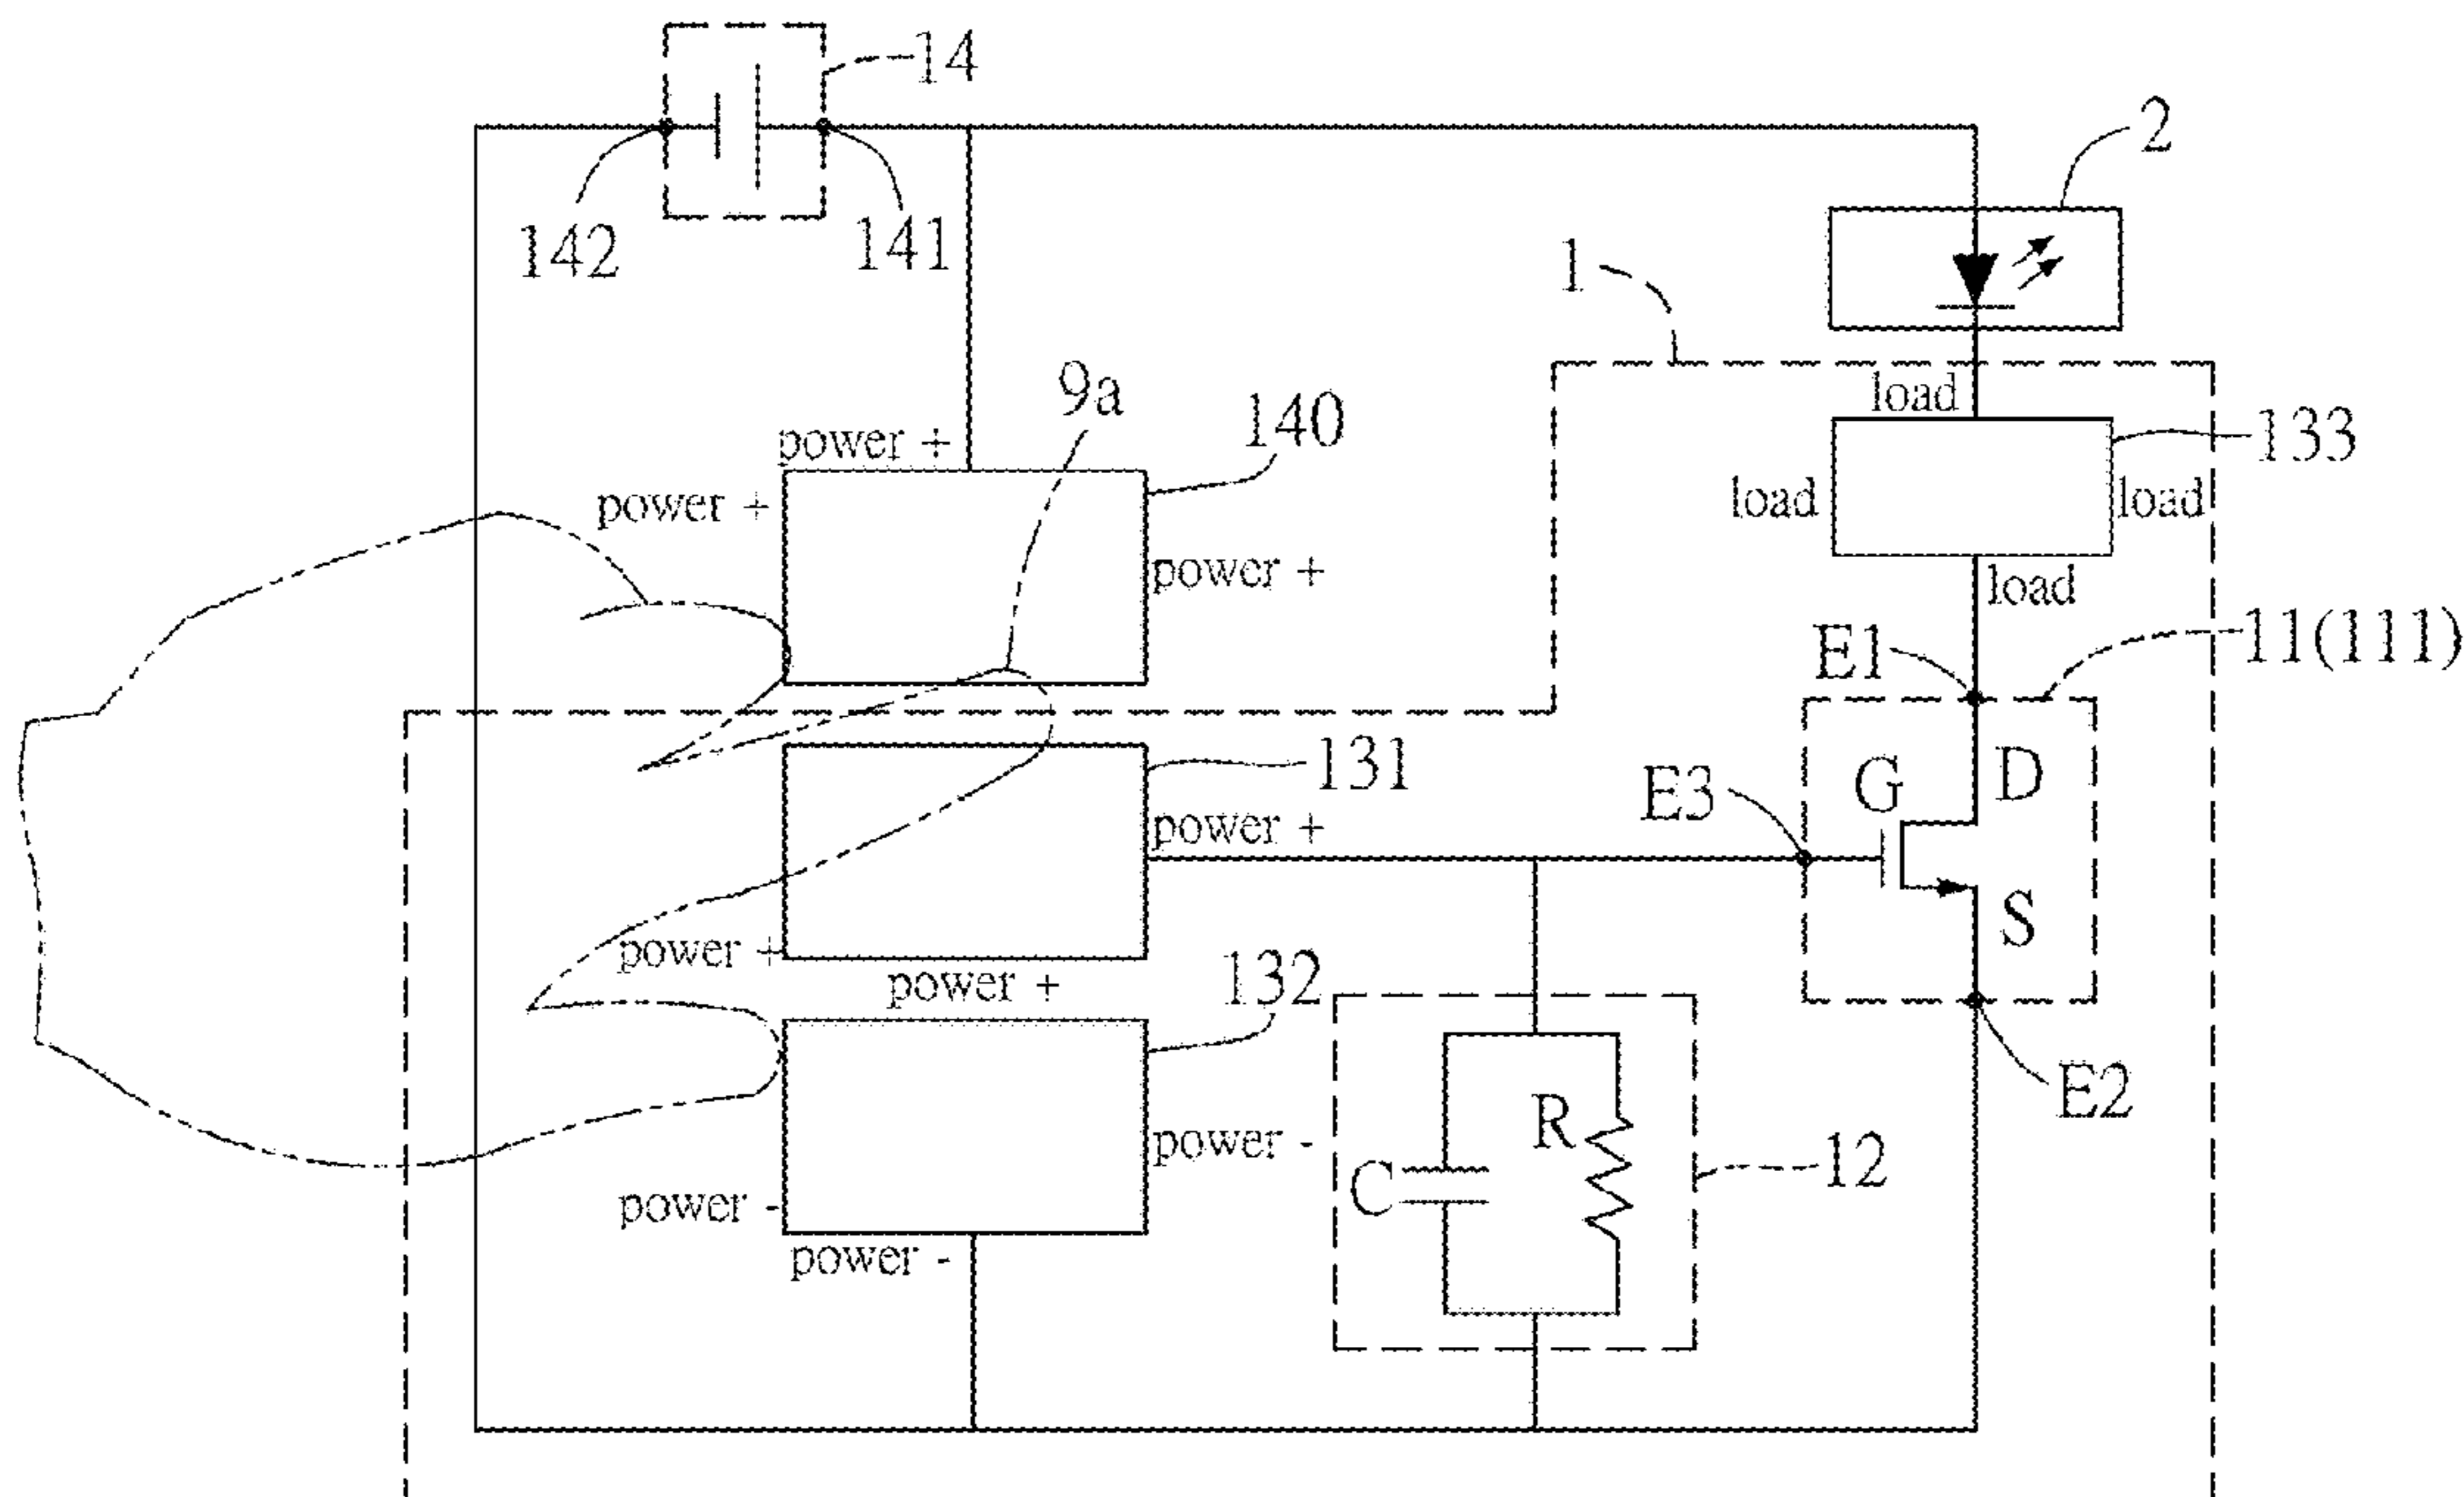 14
2
142
141
1
9a
load
140
133
power +
power +
load
load
power +
load
E1
11(111)
131
G
D
E3
power +
S
power +
132
power +
E2
R
power -
12
C
power -
power -